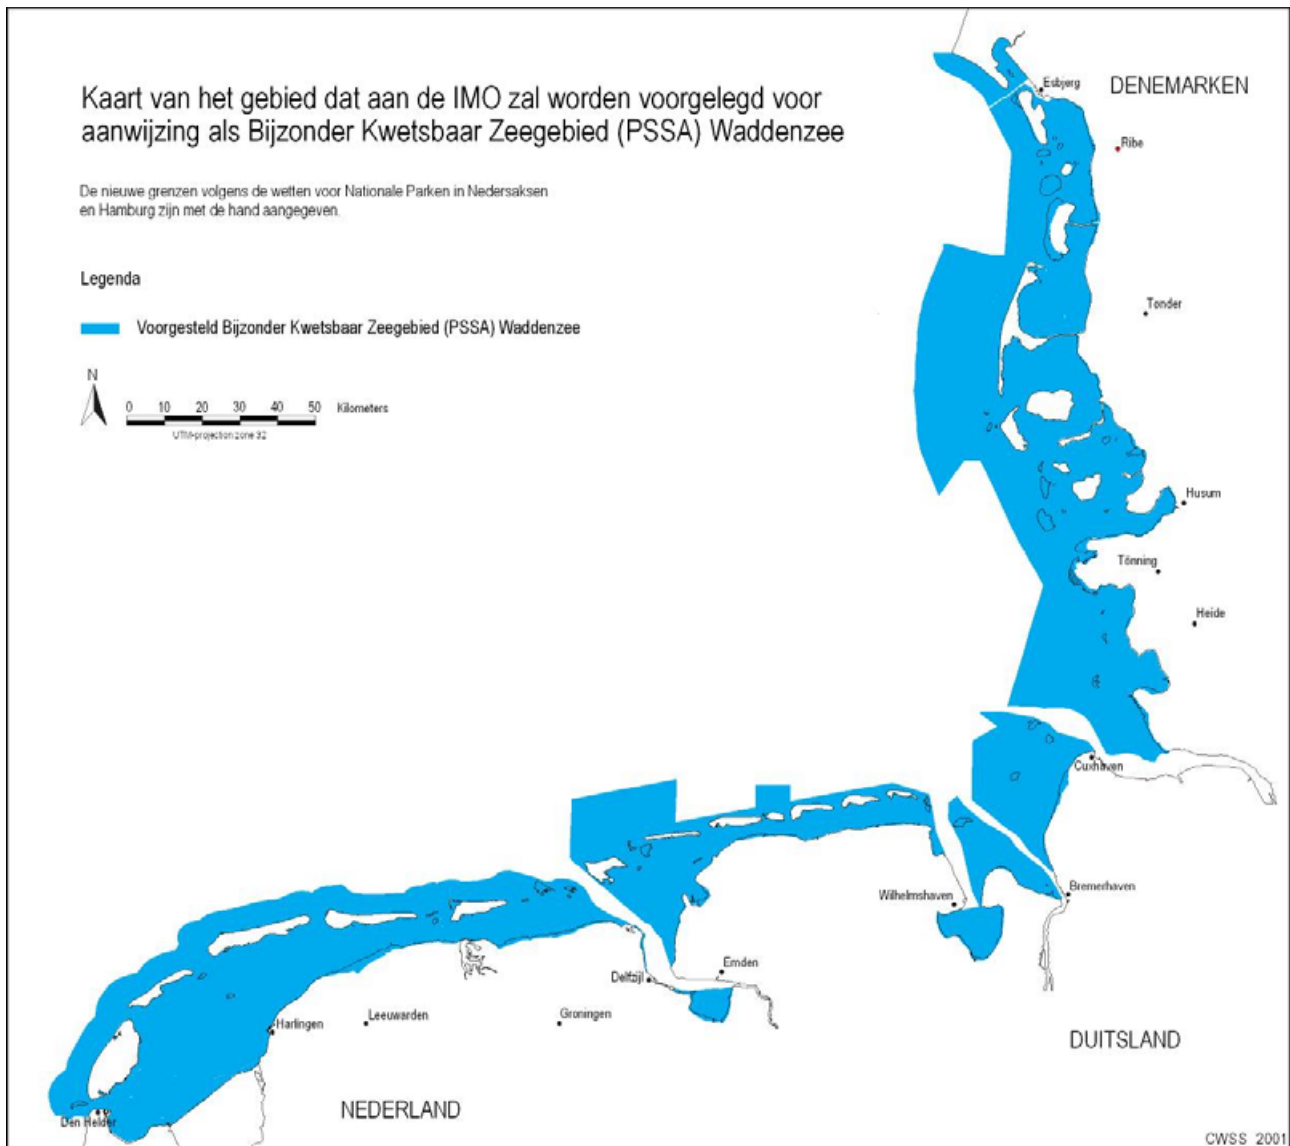 Kaart van het gebied dat aan de IMO zal worden voorgelegd voor
aanwijzing als Bijzonder Kwetsbaar Zeegebied (PSSA) Waddenzee
De nieuwe grenzen volgens de wetten voor Nationale Parken in Nedersaksen
en Hamburg zijn met de hand aangegeven.
Legenda
Voorgesteld Bijzonder Kwetsbaar Zeegebied (PSSA) Waddenzee
N
0 10 20 30 40 50 Kilometers
UTM-projection zone 32
Esbjerg
DENEMARKEN
Ribe
Tønder
Husum
Tönning
Heide
Cuxhaven
Bremerhaven
Wilhelmshaven
Emden
Delfzijl
Groningen
Leeuwarden
Harlingen
Den Helder
DUITSLAND
NEDERLAND
CWSS 2001